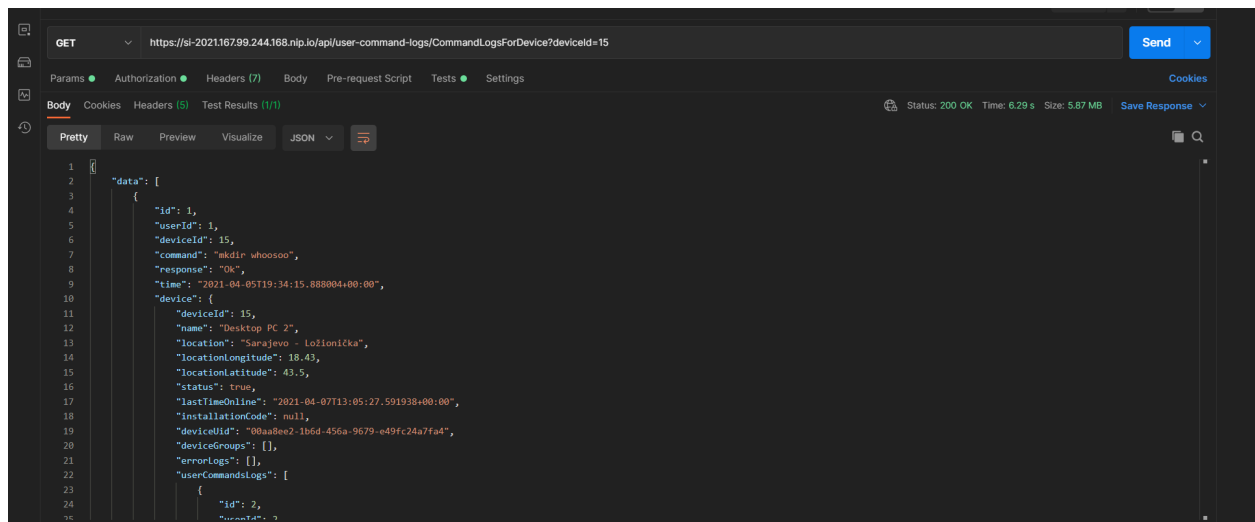 GET https://si-2021.167.99.244.168.nip.io/api/user-command-logs/CommandLogsForDevice?deviceId=15 Send
Params Authorization Headers (7) Body Pre-request Script Tests Settings Cookies
Body Cookies Headers (5) Test Results (1/1) Status: 200 OK Time: 6.29 s Size: 5.87 MB Save Response
Pretty Raw Preview Visualize JSON
1 {
2 "data": [
3 {
4 "id": 1,
5 "userId": 1,
6 "deviceId": 15,
7 "command": "mkdir whoosoo",
8 "response": "Ok",
9 "time": "2021-04-05T19:34:15.888004+00:00",
10 "device": {
11 "deviceId": 15,
12 "name": "Desktop PC 2",
13 "location": "Sarajevo - Ložionička",
14 "locationLongitude": 18.43,
15 "locationLatitude": 43.5,
16 "status": true,
17 "lastTimeOnline": "2021-04-07T13:05:27.591938+00:00",
18 "installationCode": null,
19 "deviceUid": "00aa8ee2-1b6d-456a-9679-e49fc24a7fa4",
20 "deviceGroups": [],
21 "errorLogs": [],
22 "userCommandsLogs": [
23 {
24 "id": 2,
25 "userId": 2